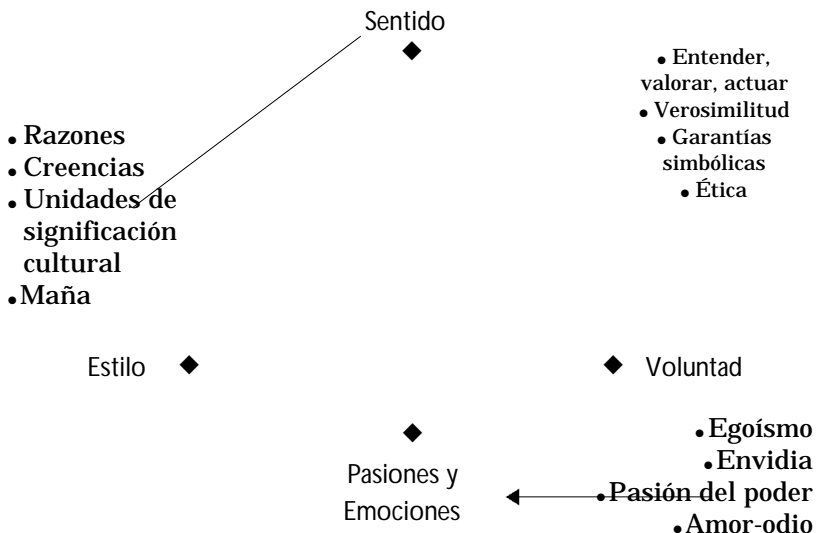 Sentido
• Entender,
valorar, actuar
• Verosimilitud
• Garantías
simbólicas
• Ética
• Razones
• Creencias
• Unidades de
significación
cultural
• Maña
Estilo
Voluntad
Pasiones y
Emociones
• Egoísmo
• Envidia
• Pasión del poder
• Amor-odio